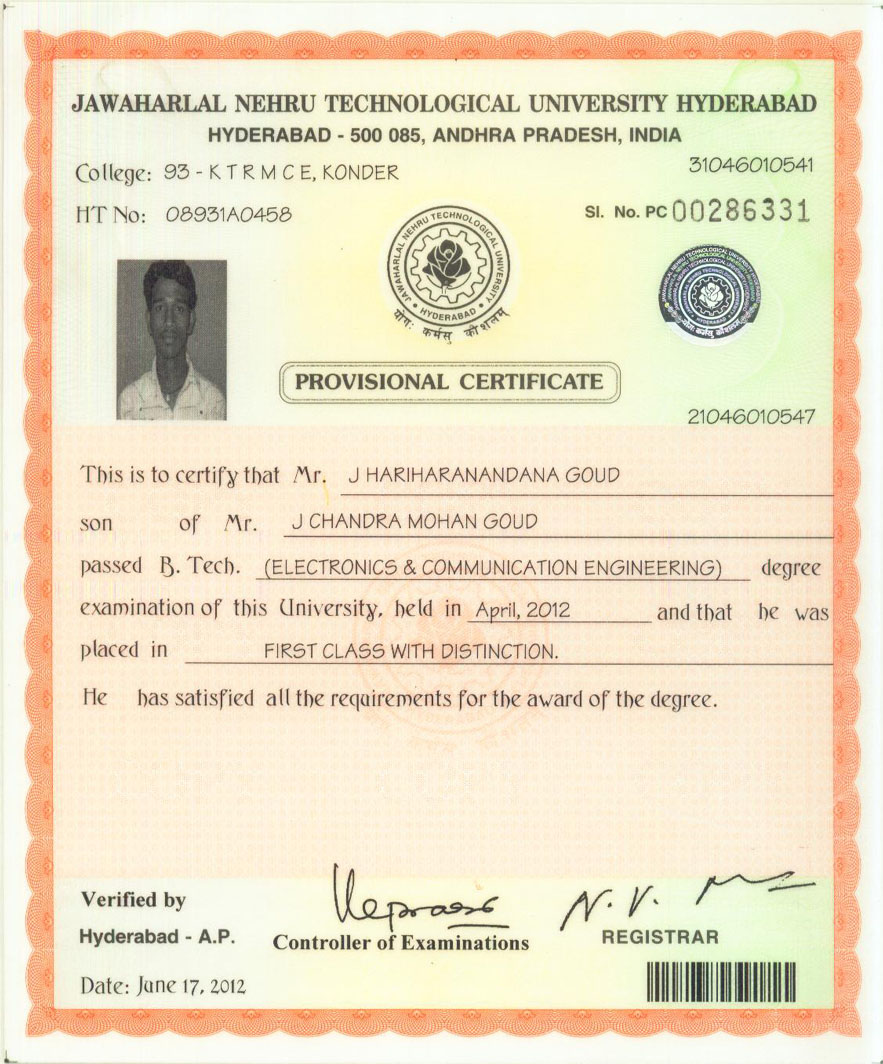 JAWAHARLAL NEHRU TECHNOLOGICAL UNIVERSITY HYDERABAD
HYDERABAD - 500 085, ANDHRA PRADESH, INDIA
College: 93 - K T R M C E, KONDER
31046010541
HT No: 08931A0458
Sl. No. PC 00286331
JAWAHARLAL NEHRU TECHNOLOGICAL UNIVERSITY
HYDERABAD
योगः कर्मसु कौशलम्
PROVISIONAL CERTIFICATE
21046010547
This is to certify that Mr. J HARIHARANANDANA GOUD
son of Mr. J CHANDRA MOHAN GOUD
passed B. Tech. (ELECTRONICS & COMMUNICATION ENGINEERING) degree
examination of this University, held in April, 2012 and that he was
placed in FIRST CLASS WITH DISTINCTION.
He has satisfied all the requirements for the award of the degree.
Verified by
Hyderabad - A.P.
Controller of Examinations
N. V.
REGISTRAR
Date: June 17, 2012